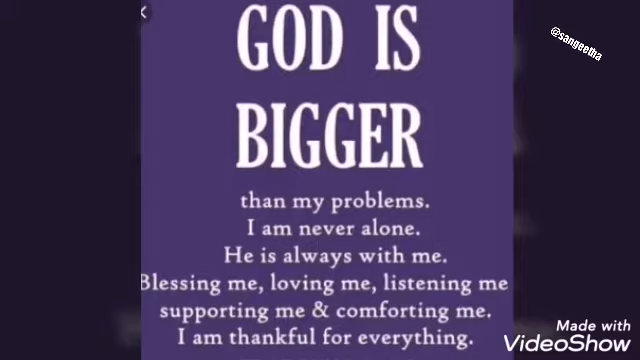 GOD IS
BIGGER
than my problems.
I am never alone.
He is always with me.
Blessing me, loving me, listening me
supporting me & comforting me.
I am thankful for everything.
@sangeetha
Made with
VideoShow